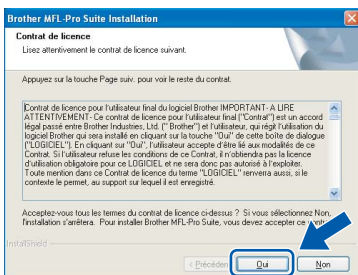 Brother MFL-Pro Suite Installation
Contrat de licence
Lisez attentivement le contrat de licence suivant.
Appuyez sur la touche Page suiv. pour voir le reste du contrat.
Contrat de licence pour l'utilisateur final du logiciel Brother IMPORTANT- A LIRE
ATTENTIVEMENT- Ce contrat de licence pour l'utilisateur final ("Contrat") est un accord
légal passé entre Brother Industries, Ltd. (" Brother") et l'utilisateur, qui régit l'utilisation du
logiciel Brother qui sera installé en cliquant sur "Oui" de cette boîte de dialogue
("LOGICIEL"). En cliquant sur "Oui", l'utilisateur accepte d'être lié aux modalités de ce
Contrat. Si l'utilisateur refuse les conditions de ce Contrat, il n'obtiendra pas la licence
d'utilisation obligatoire pour ce LOGICIEL et ne sera donc pas autorisé à l'exploiter.
Toute mention dans ce Contrat de licence du terme "LOGICIEL" renverra aussi, si le
contexte le permet, au support sur lequel il est enregistré.
Acceptez-vous tous les termes du contrat de licence ci-dessus ? Si vous sélectionnez Non,
l'installation s'arrêtera. Pour installer Brother MFL-Pro Suite, vous devez accepter ce
InstallShield
< Précéden Oui Non